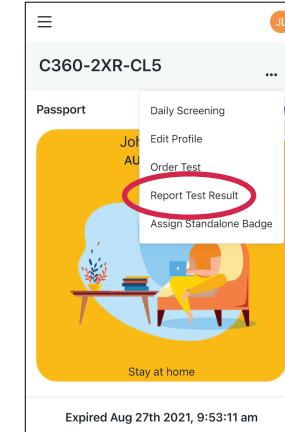 JL
C360-2XR-CL5
...
Passport
Daily Screening
Edit Profile
Order Test
Report Test Result
Assign Standalone Badge
Stay at home
Expired Aug 27th 2021, 9:53:11 am